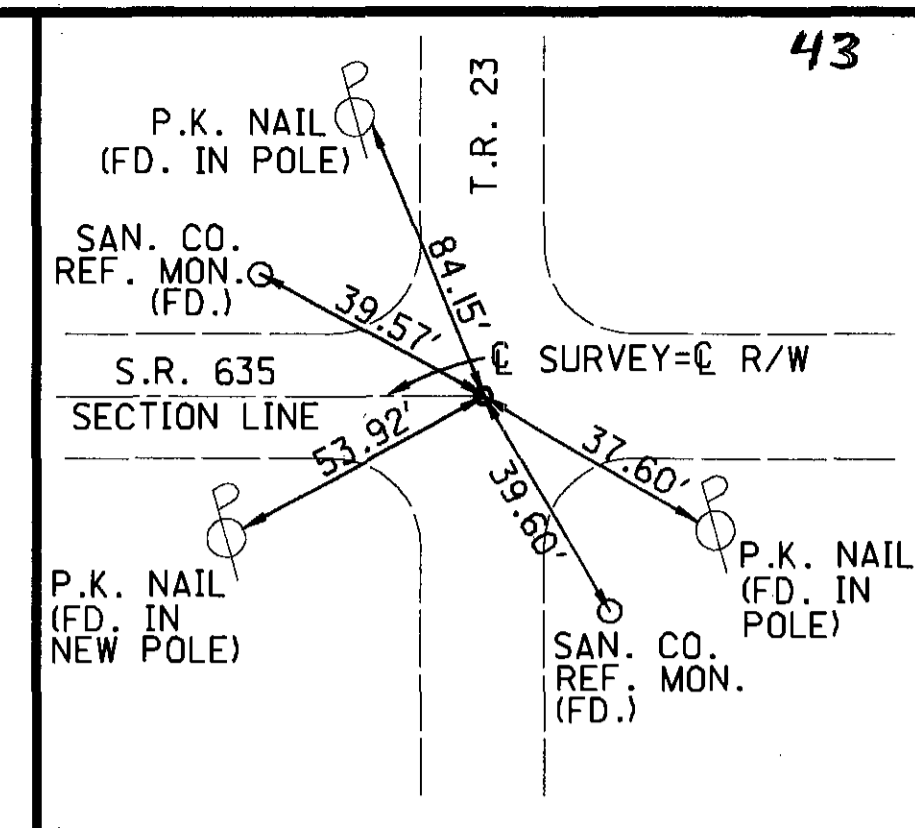 43
P.K. NAIL
(FD. IN POLE)
T.R. 23
SAN. CO.
REF. MON.
(FD.)
84.15'
39.57'
℄ SURVEY=℄ R/W
S.R. 635
SECTION LINE
53.92'
39.60'
37.60'
P.K. NAIL
(FD. IN
NEW POLE)
P.K. NAIL
(FD. IN
POLE)
SAN. CO.
REF. MON.
(FD.)